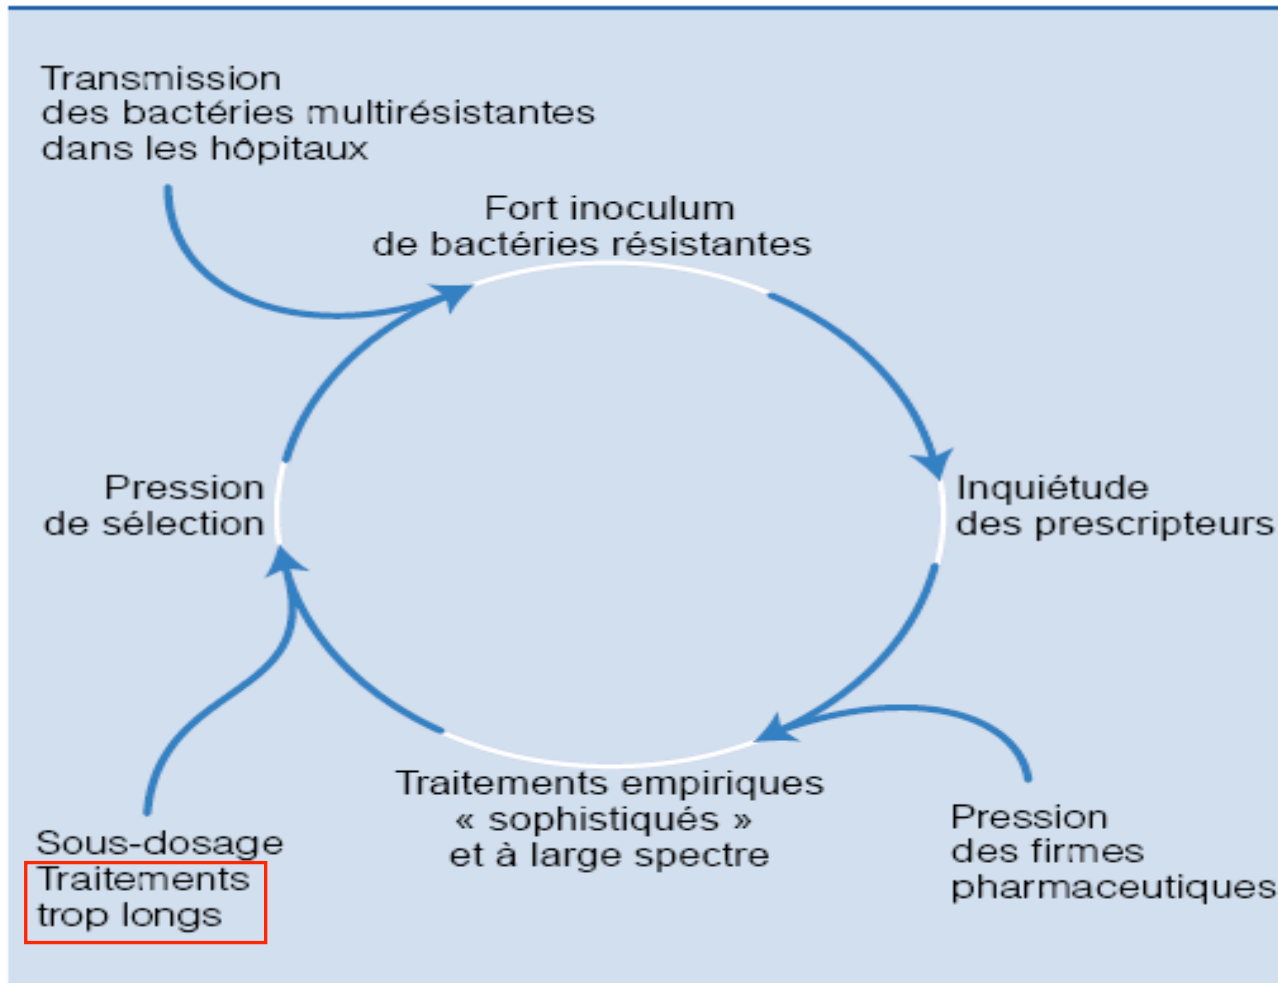 Transmission
des bactéries multirésistantes
dans les hôpitaux
Fort inoculum
de bactéries résistantes
Pression
de sélection
Inquiétude
des prescripteurs
Traitements empiriques
« sophistiqués »
et à large spectre
Sous-dosage
Traitements
trop longs
Pression
des firmes
pharmaceutiques